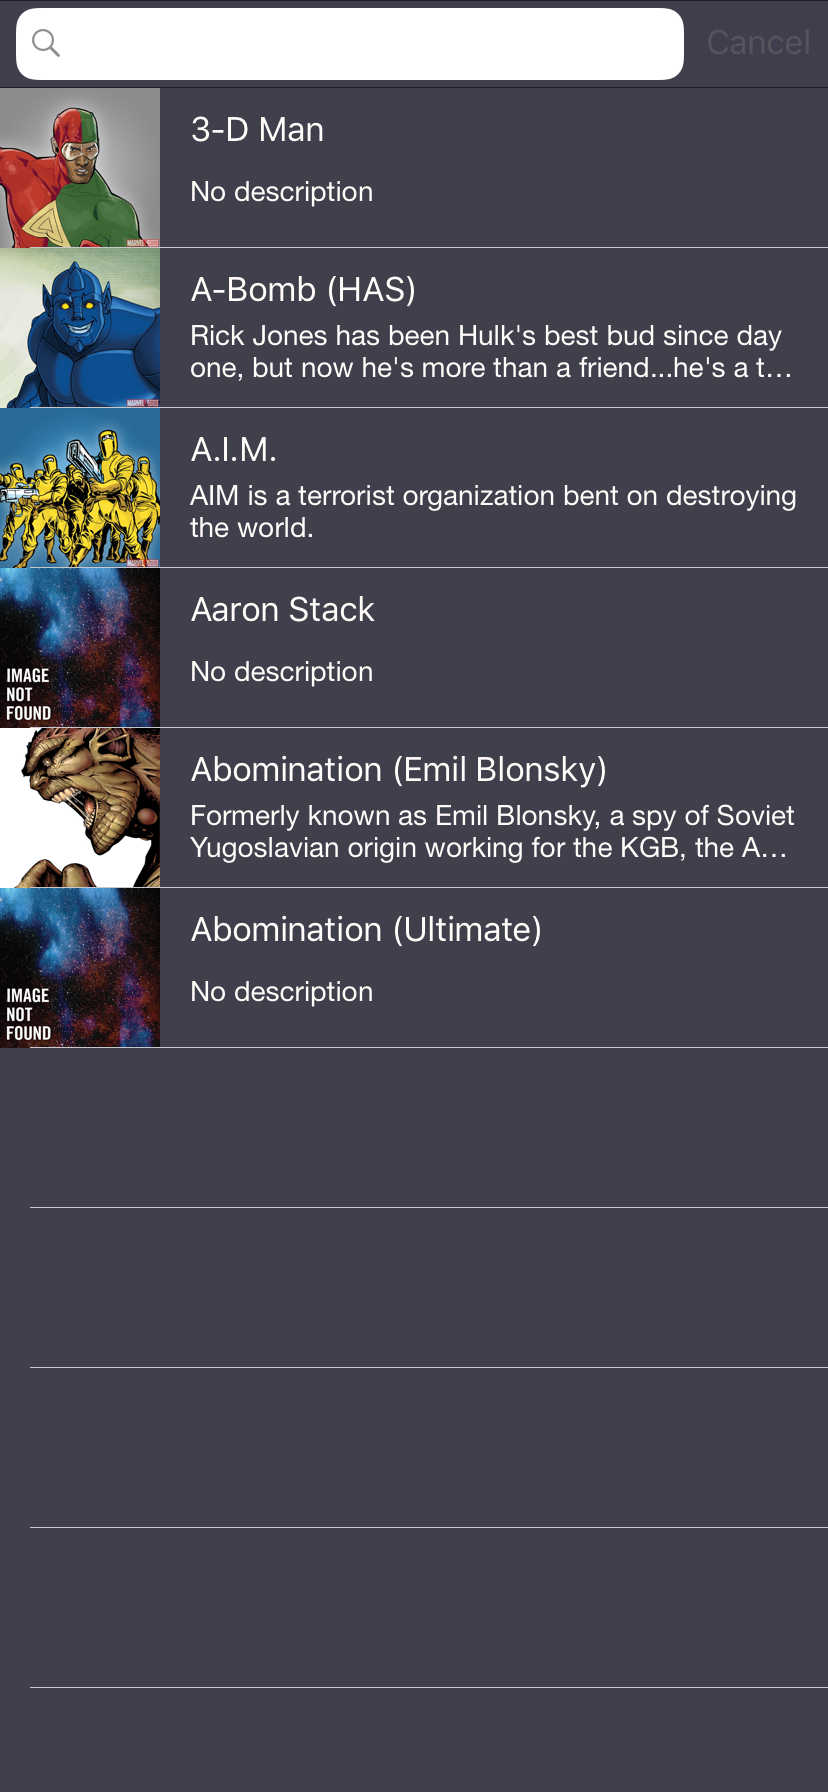 Cancel
3-D Man
No description
MARVEL
A-Bomb (HAS)
Rick Jones has been Hulk's best bud since day
one, but now he's more than a friend...he's a t...
MARVEL
A.I.M.
AIM is a terrorist organization bent on destroying
the world.
MARVEL
Aaron Stack
No description
IMAGE
NOT
FOUND
Abomination (Emil Blonsky)
Formerly known as Emil Blonsky, a spy of Soviet
Yugoslavian origin working for the KGB, the A...
Abomination (Ultimate)
No description
IMAGE
NOT
FOUND